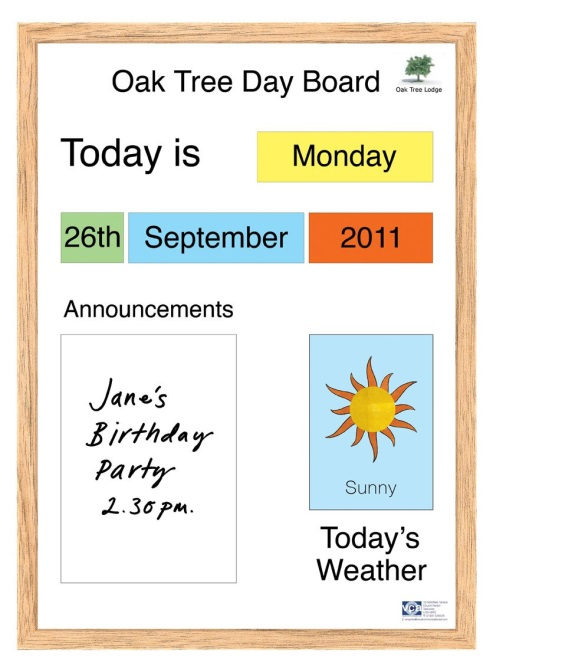 Oak Tree Day Board
Oak Tree Lodge
Today is
Monday
26th
September
2011
Announcements
Jane's
Birthday
Party
2.30pm.
Sunny
Today's
Weather